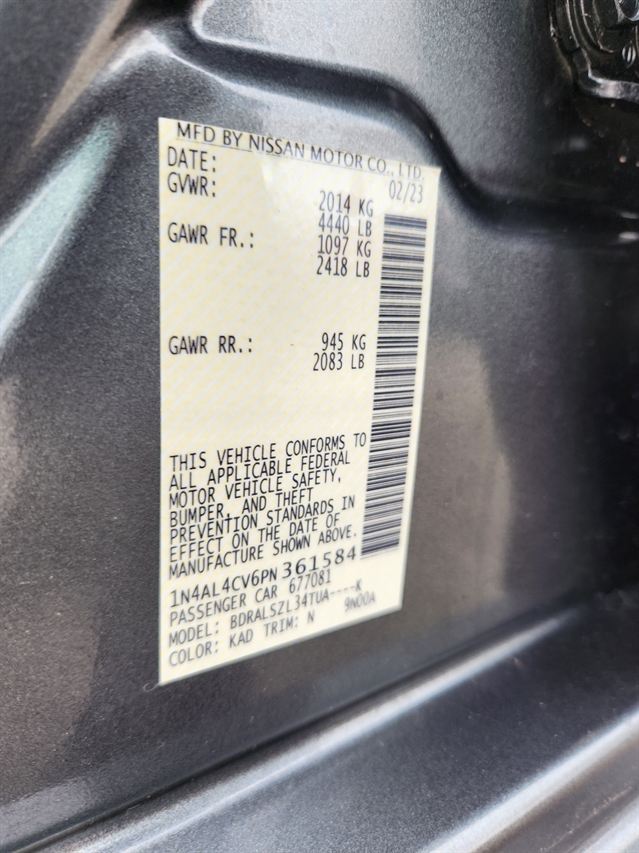 MFD BY NISSAN MOTOR CO., LTD.
DATE: 02/23
GVWR: 2014 KG
4440 LB
GAWR FR.: 1097 KG
2418 LB
GAWR RR.: 945 KG
2083 LB
THIS VEHICLE CONFORMS TO
ALL APPLICABLE FEDERAL
MOTOR VEHICLE SAFETY,
BUMPER, AND THEFT
PREVENTION STANDARDS IN
EFFECT ON THE DATE OF
MANUFACTURE SHOWN ABOVE.
1N4AL4CV6PN361584
PASSENGER CAR 677081
MODEL: BDRALSZL34TUA----K
COLOR: KAD TRIM: N 9N00A